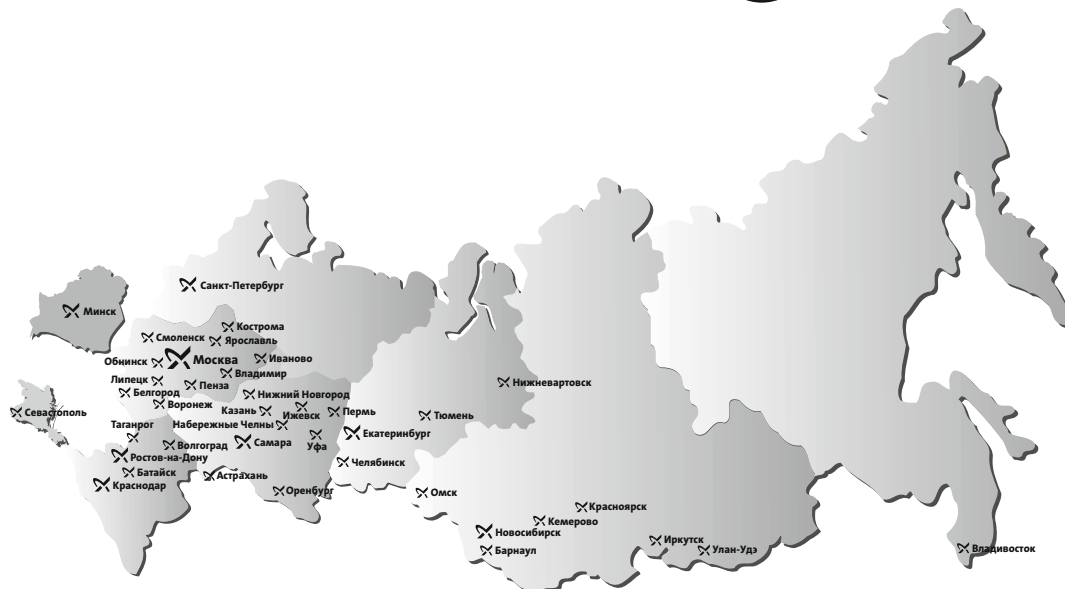 Санкт-Петербург
Минск
Кострома
Смоленск
Ярославль
Москва
Иваново
Обнинск
Владимир
Липецк
Пенза
Нижневартовск
Белгород
Нижний Новгород
Воронеж
Казань
Ижевск
Пермь
Севастополь
Тюмень
Таганрог
Набережные Челны
Екатеринбург
Волгоград
Самара
Уфа
Ростов-на-Дону
Челябинск
Батайск
Астрахань
Краснодар
Оренбург
Омск
Красноярск
Кемерово
Новосибирск
Иркутск
Барнаул
Улан-Удэ
Владивосток